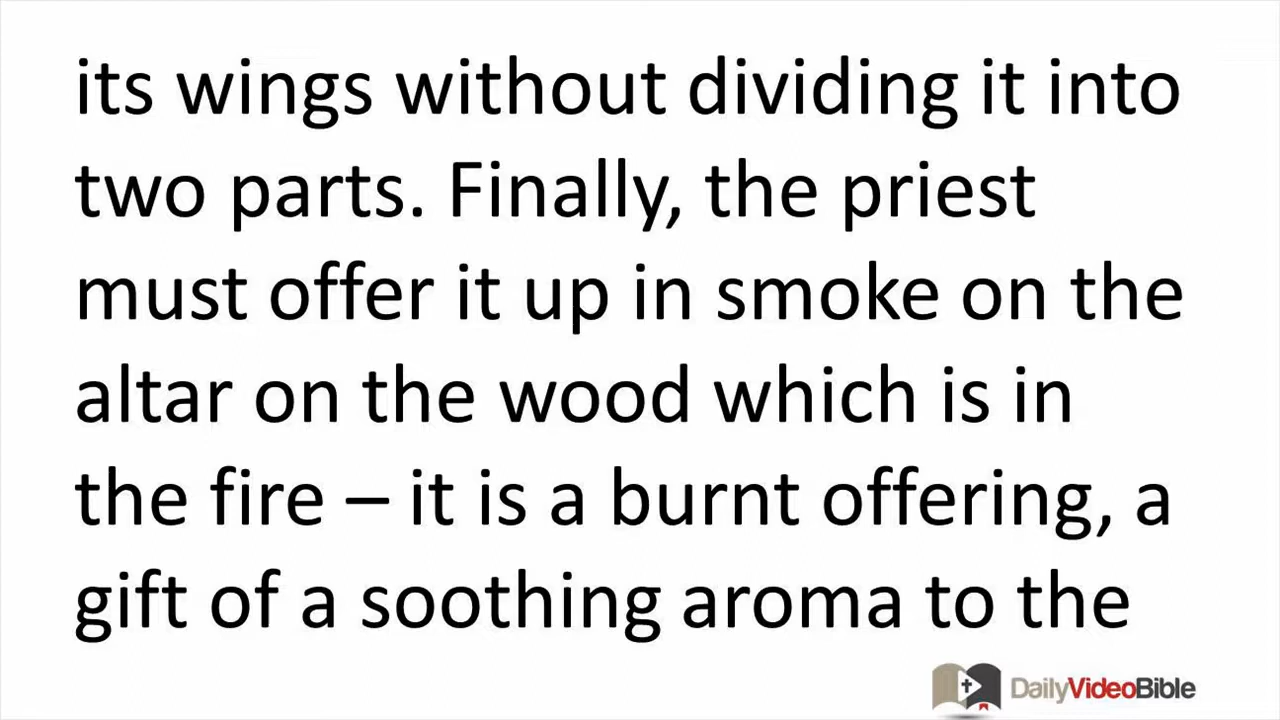 its wings without dividing it into
two parts. Finally, the priest
must offer it up in smoke on the
altar on the wood which is in
the fire – it is a burnt offering, a
gift of a soothing aroma to the
DailyVideoBible